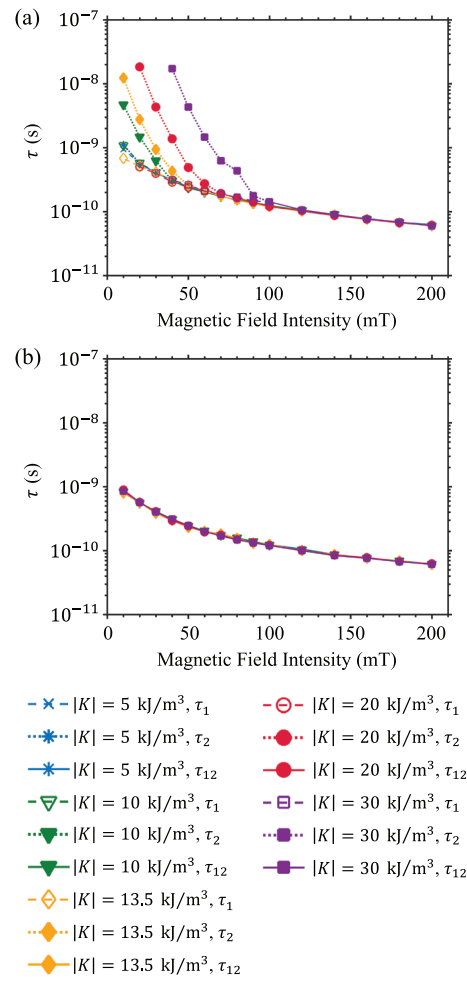 (a)
10⁻⁷
10⁻⁸
10⁻⁹
10⁻¹⁰
10⁻¹¹
τ (s)
0 50 100 150 200
Magnetic Field Intensity (mT)
(b)
10⁻⁷
10⁻⁸
10⁻⁹
10⁻¹⁰
10⁻¹¹
τ (s)
0 50 100 150 200
Magnetic Field Intensity (mT)
|K| = 5 kJ/m³, τ₁
|K| = 5 kJ/m³, τ₂
|K| = 5 kJ/m³, τ₁₂
|K| = 10 kJ/m³, τ₁
|K| = 10 kJ/m³, τ₂
|K| = 10 kJ/m³, τ₁₂
|K| = 13.5 kJ/m³, τ₁
|K| = 13.5 kJ/m³, τ₂
|K| = 13.5 kJ/m³, τ₁₂
|K| = 20 kJ/m³, τ₁
|K| = 20 kJ/m³, τ₂
|K| = 20 kJ/m³, τ₁₂
|K| = 30 kJ/m³, τ₁
|K| = 30 kJ/m³, τ₂
|K| = 30 kJ/m³, τ₁₂